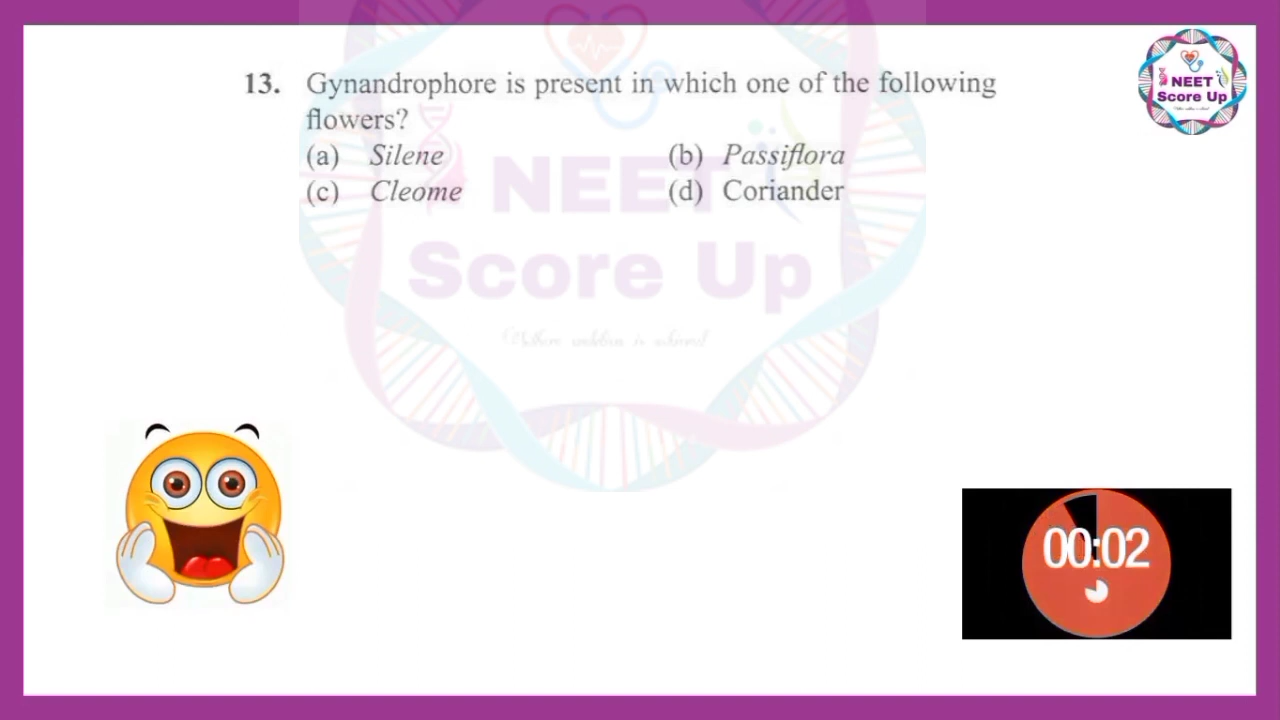 NEET
Score Up
13. Gynandrophore is present in which one of the following
flowers?
(a) Silene (b) Passiflora
(c) Cleome (d) Coriander
NEET
Score Up
00:02